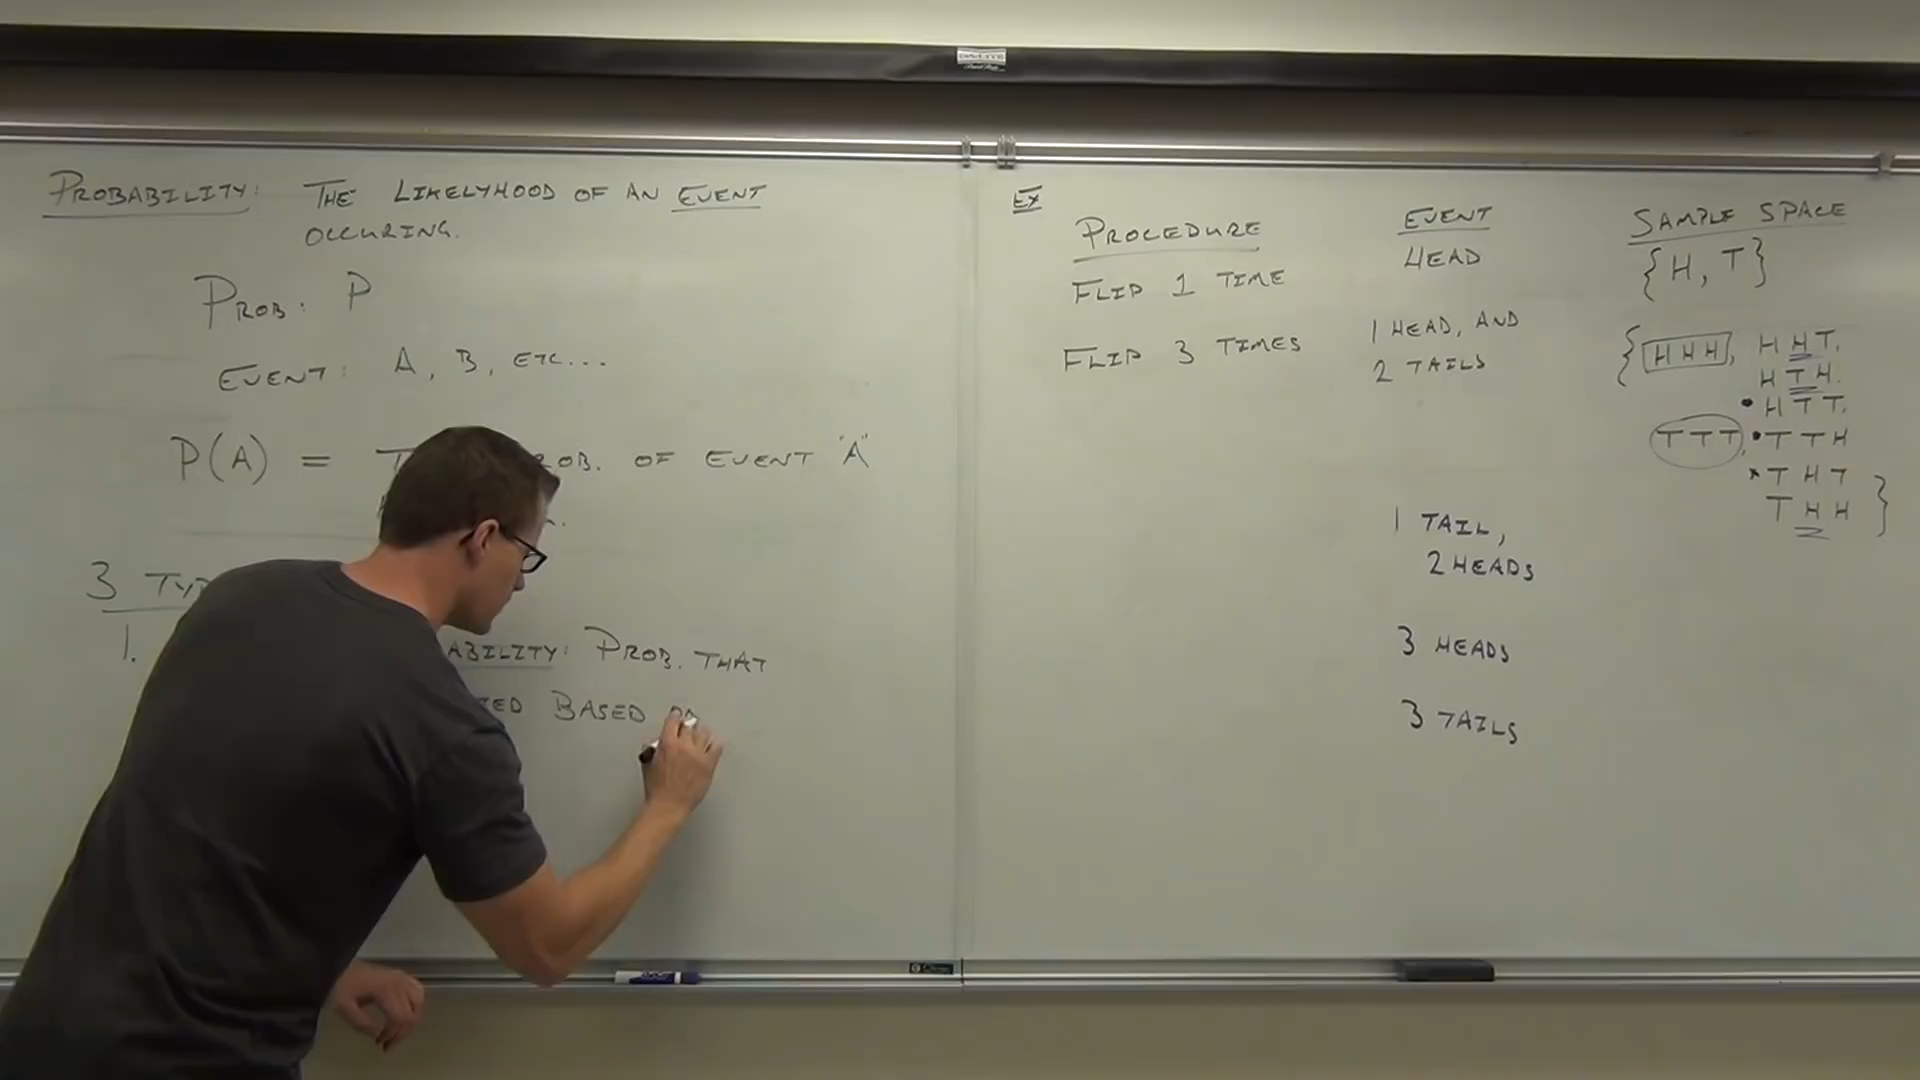 PROBABILITY: THE LIKELYHOOD OF AN EVENT
OCCURING.
PROB: P
EVENT: A, B, ETC...
P(A) = OF EVENT "A"
3
1. PROB. THAT
BASED
EX
PROCEDURE
FLIP 1 TIME
FLIP 3 TIMES
EVENT
HEAD
1 HEAD, AND
2 TAILS
1 TAIL,
2 HEADS
3 HEADS
3 TAILS
SAMPLE SPACE
{H, T}
{HHH, HHT,
HTH.
• HTT.
TTT, • TTH
• THT
THH }